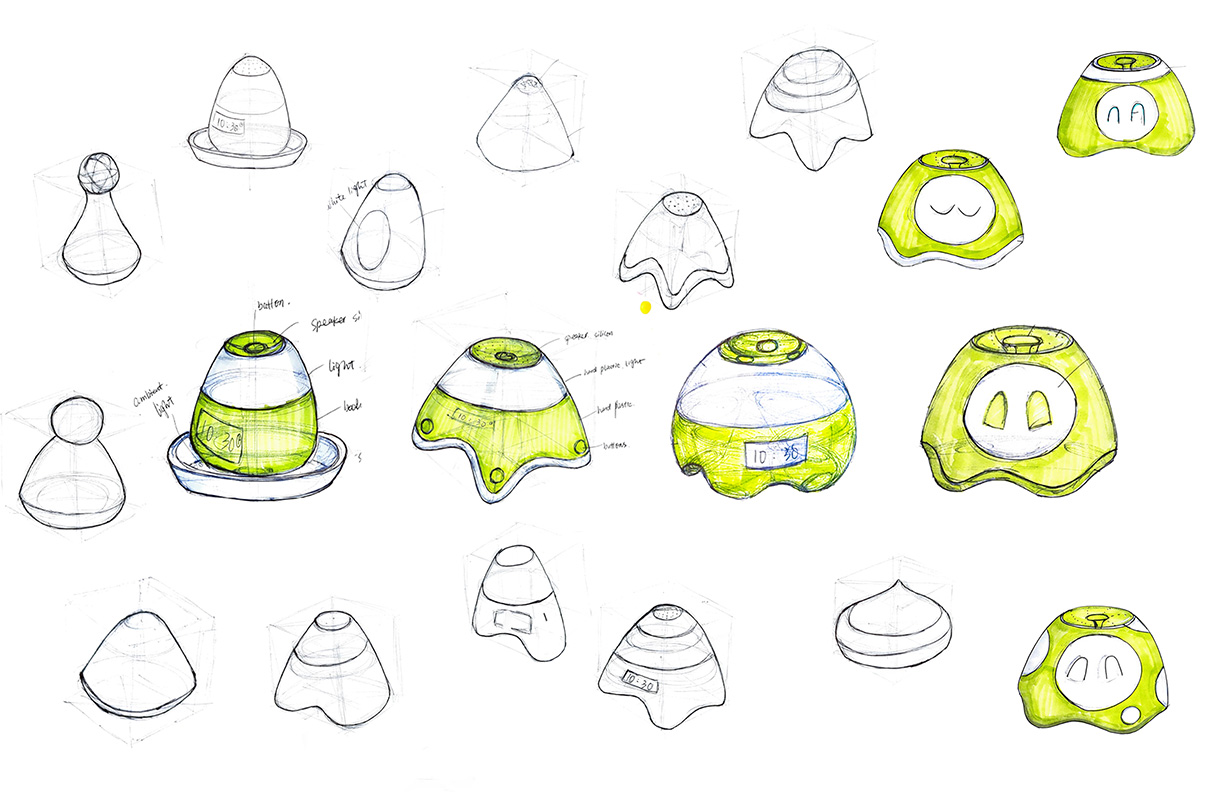 10:30
white light
button.
speaker si
light.
ambient
light
10:30
speaker silicon
hard plastic light
hard plastic
buttons
10:30
10:30
10:30